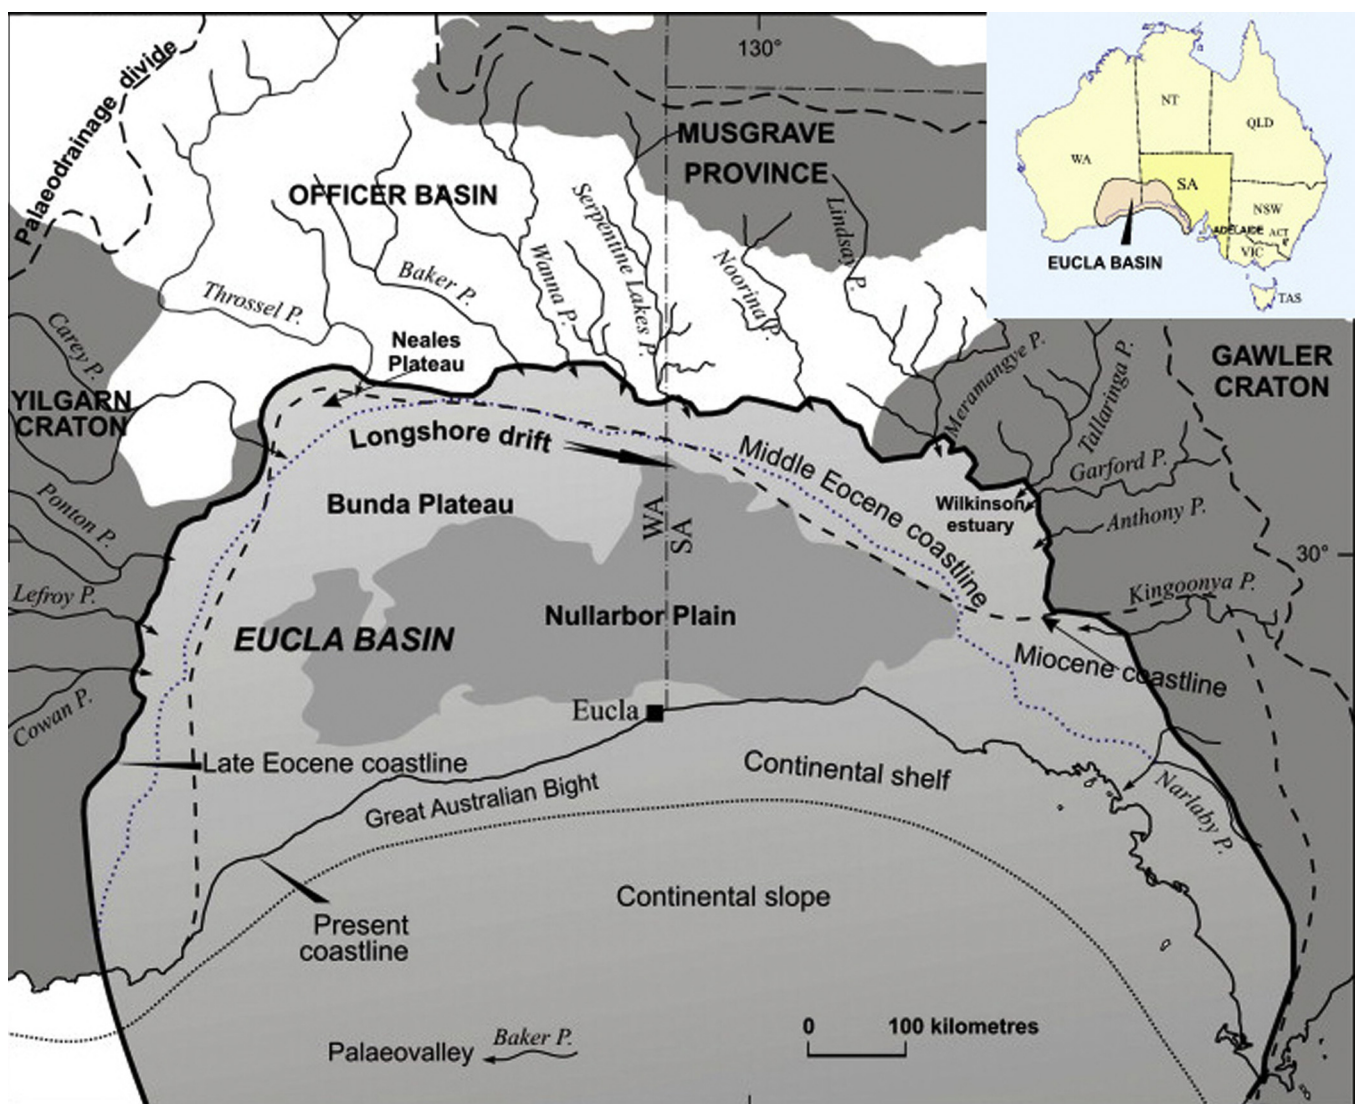 Palaeodrainage divide
130°
MUSGRAVE
PROVINCE
OFFICER BASIN
Serpentine Lakes P.
Lindsay P.
Noorina P.
Wanna P.
Baker P.
Throssel P.
Carey P.
Neales
Plateau
YILGARN
CRATON
Longshore drift
Bunda Plateau
Middle Eocene coastline
WA
SA
Meramangye P.
Tallaringa P.
GAWLER
CRATON
Garford P.
Wilkinson
estuary
Anthony P.
30°
Kingoonya P.
Ponton P.
Lefroy P.
Cowan P.
Nullarbor Plain
EUCLA BASIN
Miocene coastline
Eucla
Late Eocene coastline
Great Australian Bight
Continental shelf
Narlaby P.
Continental slope
Present
coastline
0 100 kilometres
Palaeovalley
Baker P.
NT
QLD
WA
SA
NSW
ADELAIDE
ACT
VIC
EUCLA BASIN
TAS